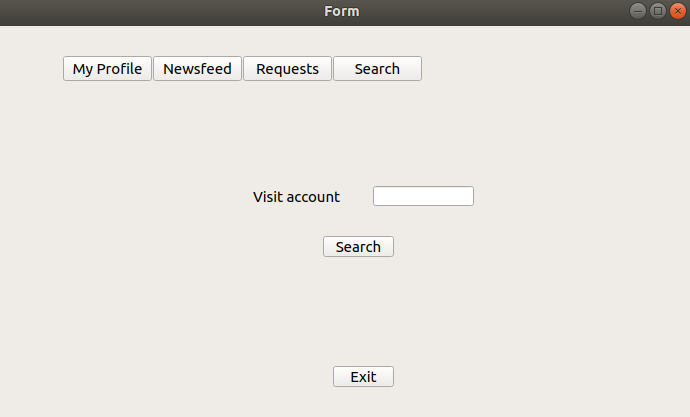 Form
My Profile Newsfeed Requests Search
Visit account
Search
Exit